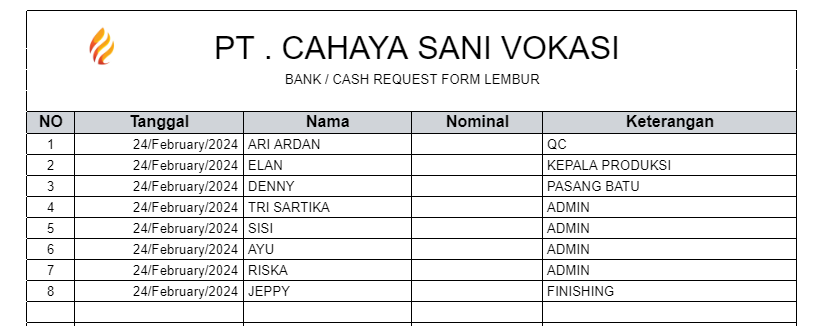 PT . CAHAYA SANI VOKASI
BANK / CASH REQUEST FORM LEMBUR
NO Tanggal Nama Nominal Keterangan
1 24/February/2024 ARI ARDAN QC
2 24/February/2024 ELAN KEPALA PRODUKSI
3 24/February/2024 DENNY PASANG BATU
4 24/February/2024 TRI SARTIKA ADMIN
5 24/February/2024 SISI ADMIN
6 24/February/2024 AYU ADMIN
7 24/February/2024 RISKA ADMIN
8 24/February/2024 JEPPY FINISHING